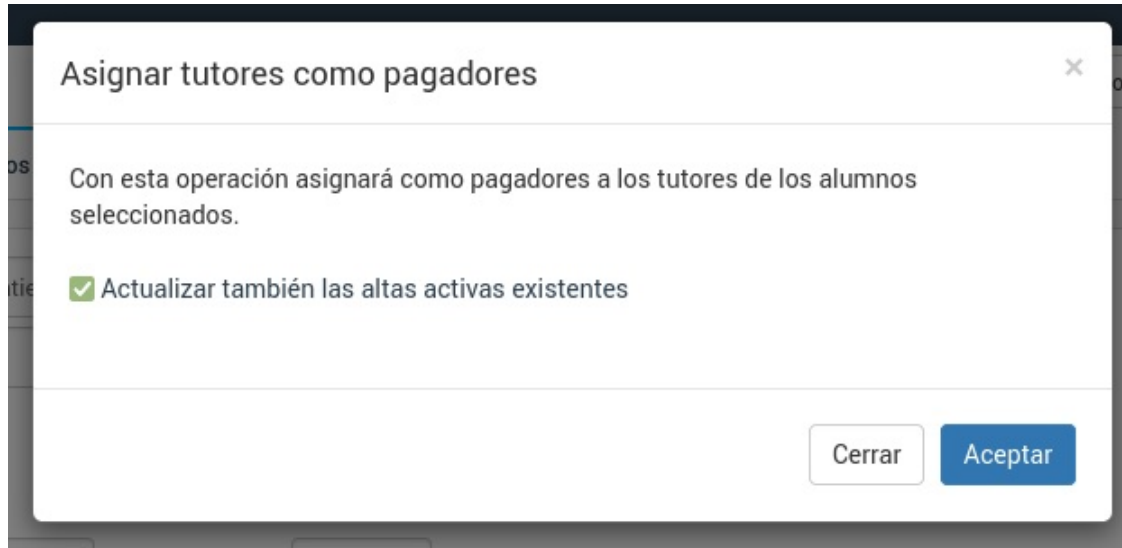 Asignar tutores como pagadores
×
os
Con esta operación asignará como pagadores a los tutores de los alumnos
seleccionados.
Actualizar también las altas activas existentes
Cerrar
Aceptar